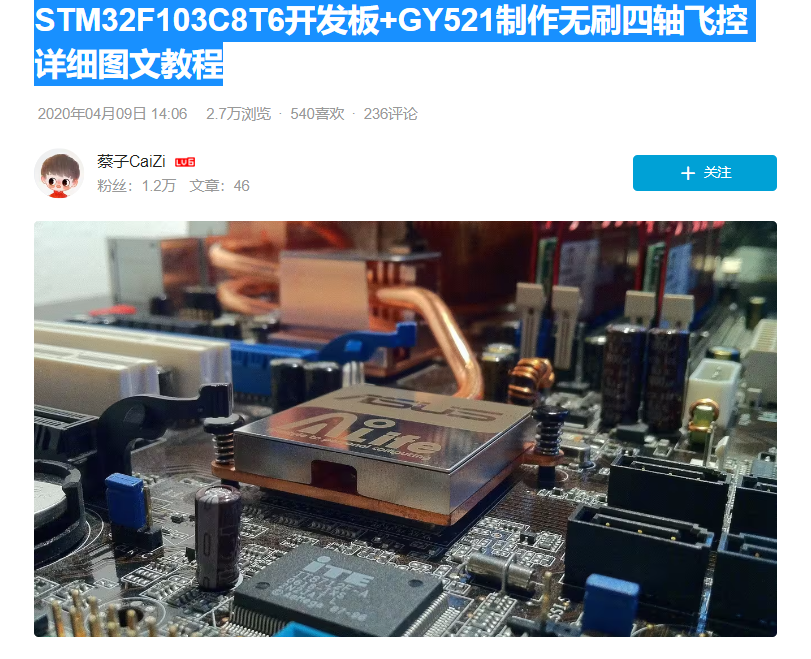 STM32F103C8T6开发板+GY521制作无刷四轴飞控
详细图文教程
2020年04月09日 14:06 2.7万浏览 · 540喜欢 · 236评论
蔡子CaiZi LV6
粉丝：1.2万 文章：46
+ 关注
ASUS
AiLife
iTE